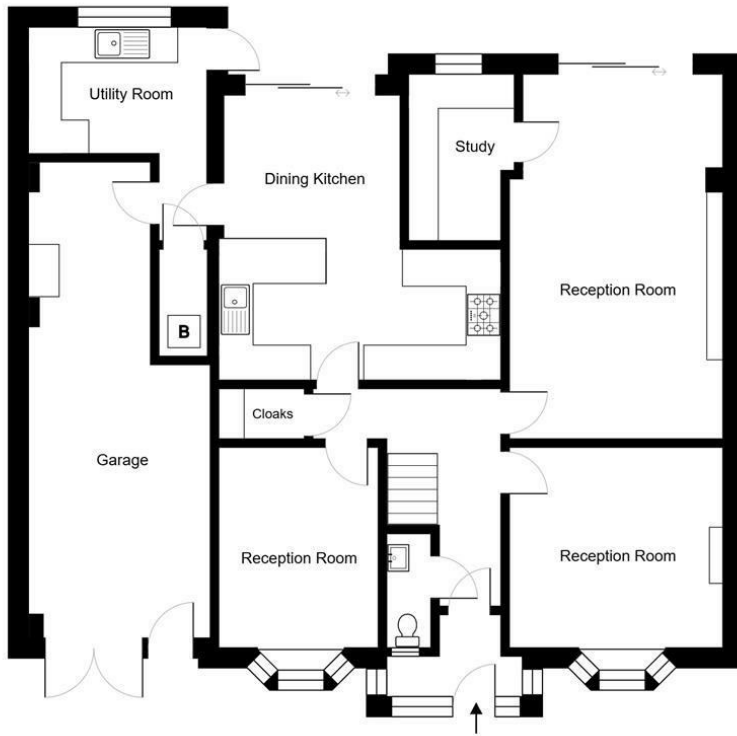 Utility Room
Study
Dining Kitchen
Reception Room
B
Cloaks
Garage
Reception Room
Reception Room